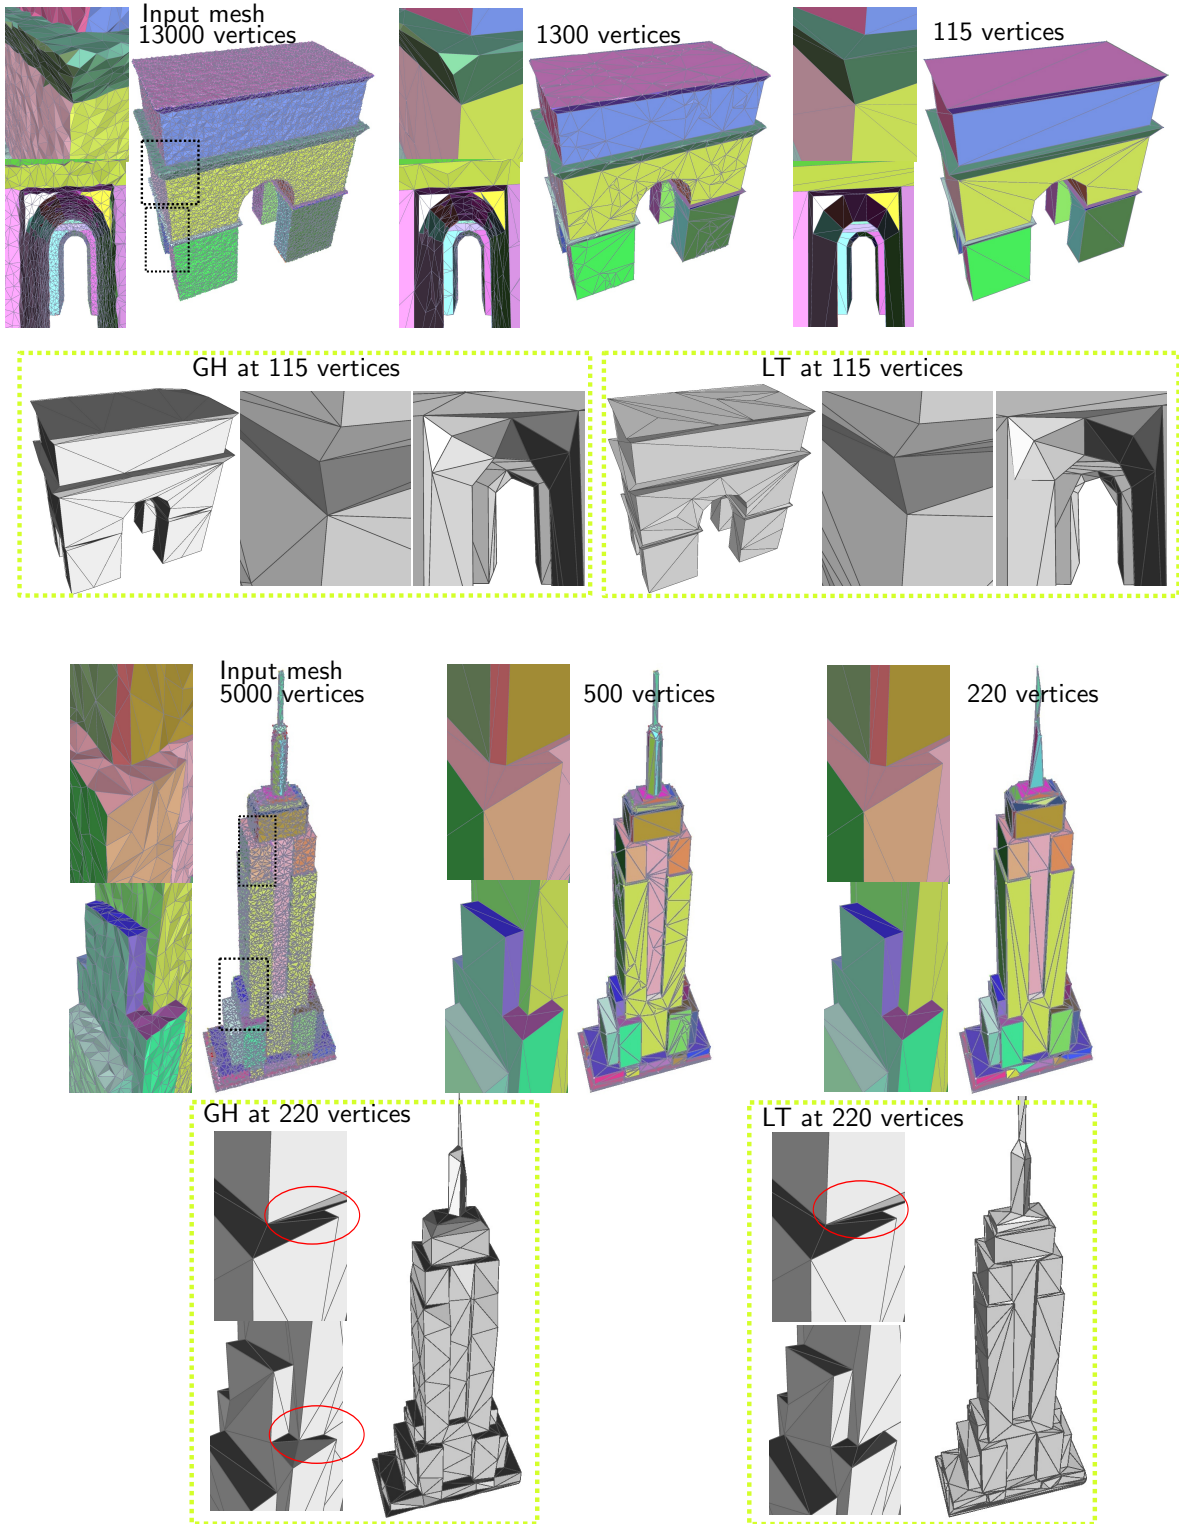 Input mesh
13000 vertices
1300 vertices
115 vertices
GH at 115 vertices
LT at 115 vertices
Input mesh
5000 vertices
500 vertices
220 vertices
GH at 220 vertices
LT at 220 vertices